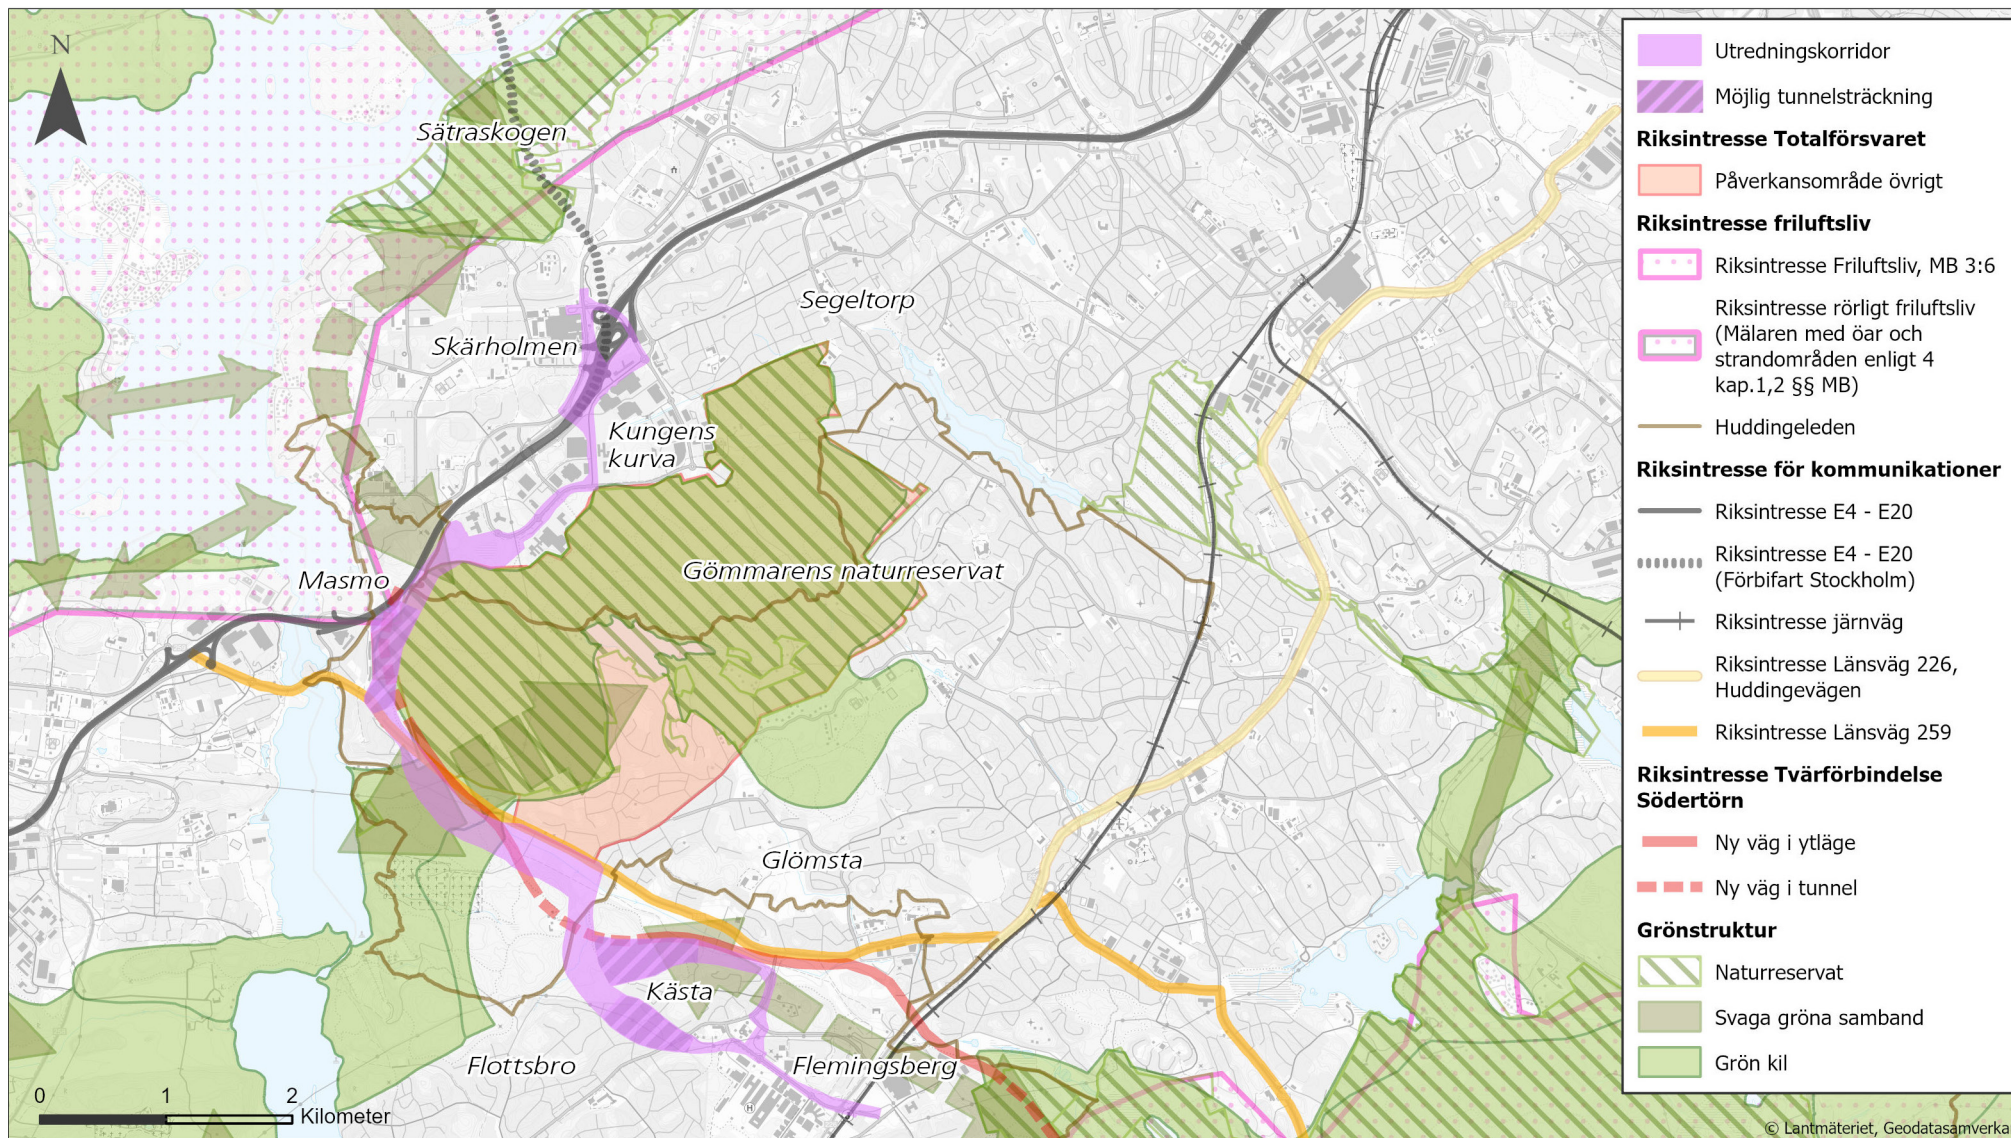 N
Sätraskogen
Segeltorp
Skärholmen
Kungens
kurva
Masmo
Gömmarens naturreservat
Glömsta
Kästa
Flottsbro
Flemingsberg
0 1 2
Kilometer
Utredningskorridor
Möjlig tunnelsträckning
Riksintresse Totalförsvaret
Påverkansområde övrigt
Riksintresse friluftsliv
Riksintresse Friluftsliv, MB 3:6
Riksintresse rörligt friluftsliv
(Mälaren med öar och
strandområden enligt 4
kap.1,2 §§ MB)
Huddingeleden
Riksintresse för kommunikationer
Riksintresse E4 - E20
Riksintresse E4 - E20
(Förbifart Stockholm)
Riksintresse järnväg
Riksintresse Länsväg 226,
Huddingevägen
Riksintresse Länsväg 259
Riksintresse Tvärförbindelse
Södertörn
Ny väg i ytläge
Ny väg i tunnel
Grönstruktur
Naturreservat
Svaga gröna samband
Grön kil
© Lantmäteriet, Geodatasamverka